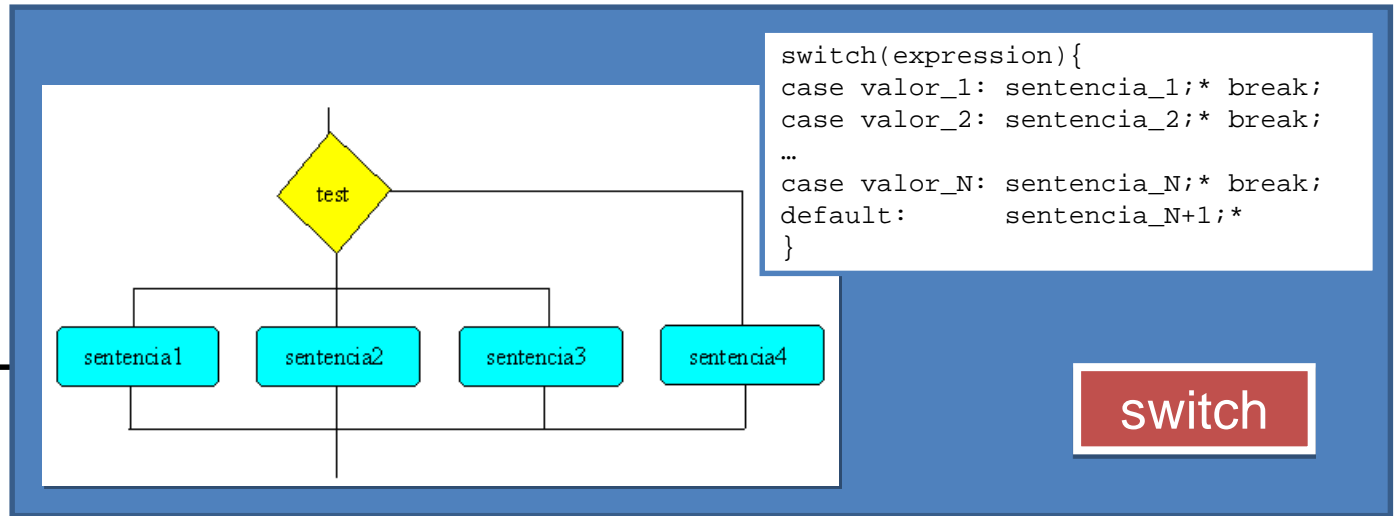 switch(expression){
case valor_1: sentencia_1;* break;
case valor_2: sentencia_2;* break;
…
case valor_N: sentencia_N;* break;
default:      sentencia_N+1;*
}
test
sentencia1
sentencia2
sentencia3
sentencia4
switch